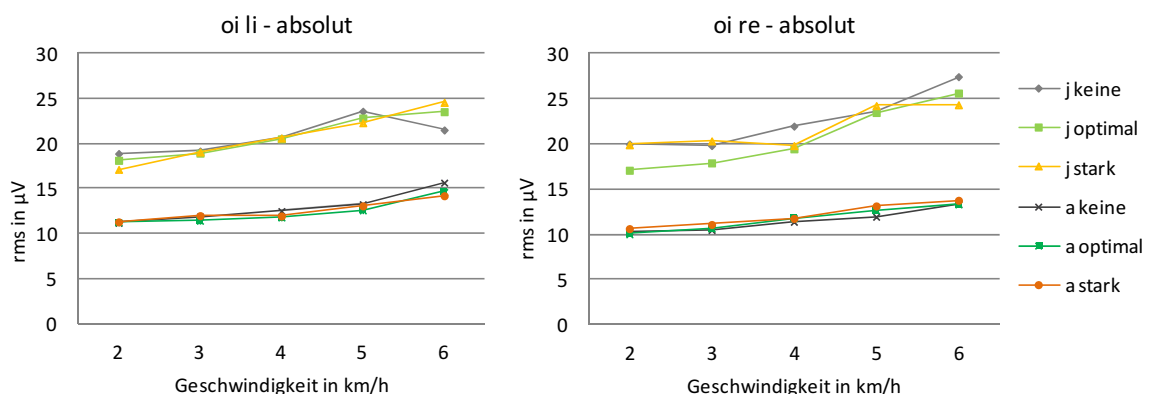 oi li - absolut
30
25
20
15
10
5
0
rms in µV
2 3 4 5 6
Geschwindigkeit in km/h
oi re - absolut
30
25
20
15
10
5
0
rms in µV
2 3 4 5 6
Geschwindigkeit in km/h
j keine
j optimal
j stark
a keine
a optimal
a stark